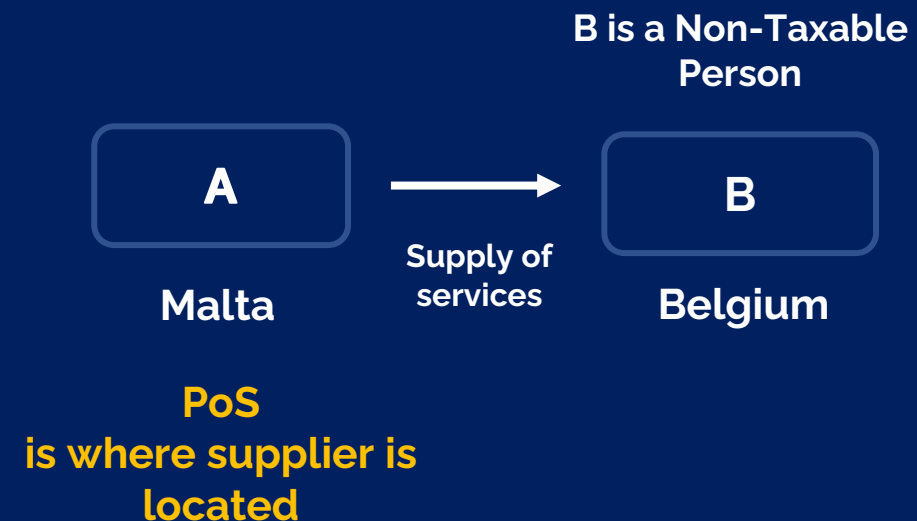 B is a Non-Taxable
Person
A
B
Supply of
services
Malta
Belgium
PoS
is where supplier is
located